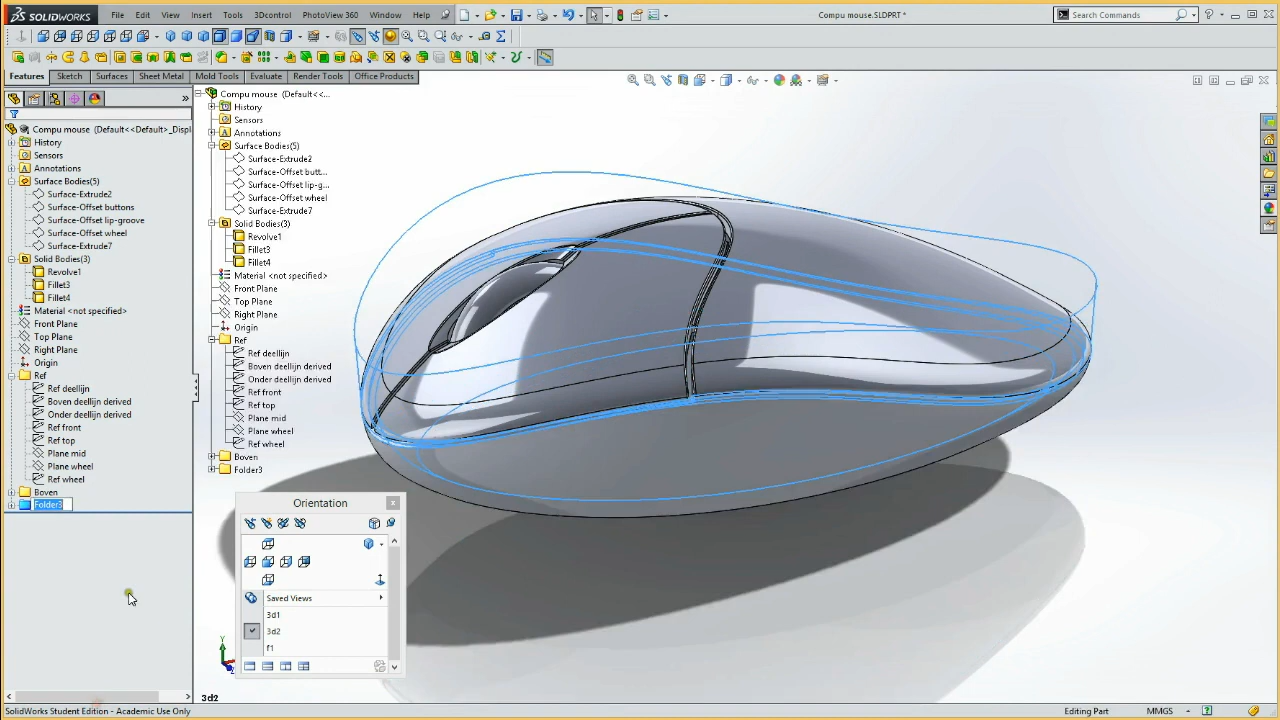 SOLIDWORKS File Edit View Insert Tools 3Dcontrol PhotoView 360 Window Help Compu mouse.SLDPRT * Search Commands
Features Sketch Surfaces Sheet Metal Mold Tools Evaluate Render Tools Office Products
Compu mouse (Default<<Default>_Displ
History
Sensors
Annotations
Surface Bodies(5)
Surface-Extrude2
Surface-Offset buttons
Surface-Offset lip-groove
Surface-Offset wheel
Surface-Extrude7
Solid Bodies(3)
Revolve1
Fillet3
Fillet4
Material <not specified>
Front Plane
Top Plane
Right Plane
Origin
Ref
Ref deellijn
Boven deellijn derived
Onder deellijn derived
Ref front
Ref top
Plane mid
Plane wheel
Ref wheel
Boven
Folder3
Compu mouse (Default<<...
History
Sensors
Annotations
Surface Bodies(5)
Surface-Extrude2
Surface-Offset butt...
Surface-Offset lip-g...
Surface-Offset wheel
Surface-Extrude7
Solid Bodies(3)
Revolve1
Fillet3
Fillet4
Material <not specified>
Front Plane
Top Plane
Right Plane
Origin
Ref
Ref deellijn
Boven deellijn derived
Onder deellijn derived
Ref front
Ref top
Plane mid
Plane wheel
Ref wheel
Boven
Folder3
Orientation
Saved Views
3d1
3d2
f1
Y
3d2
SolidWorks Student Edition - Academic Use Only Editing Part MMGS